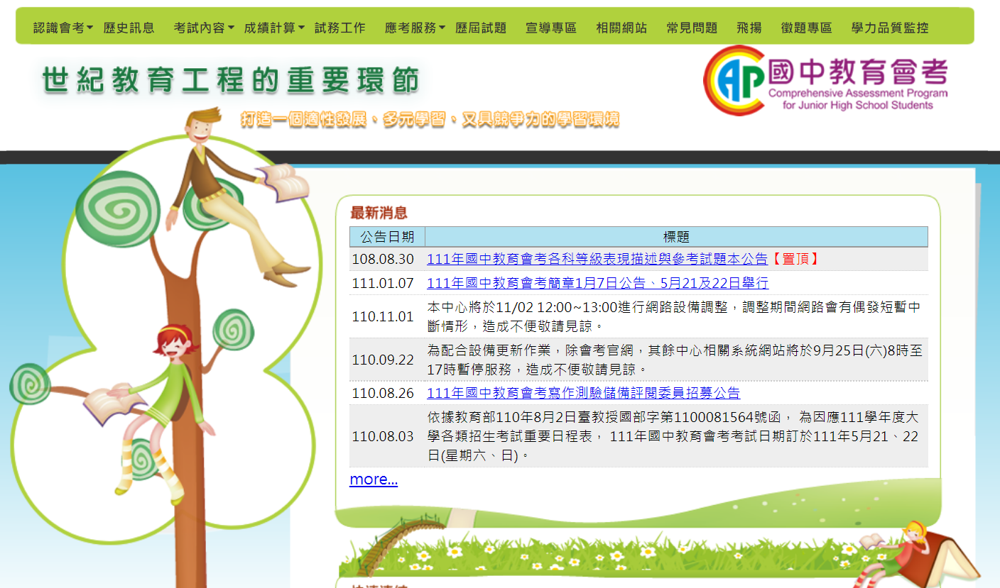 認識會考 歷史訊息 考試內容 成績計算 試務工作 應考服務 歷屆試題 宣導專區 相關網站 常見問題 飛揚 徵題專區 學力品質監控
世紀教育工程的重要環節
CAP 國中教育會考
Comprehensive Assessment Program
for Junior High School Students
打造一個適性發展、多元學習、又具競爭力的學習環境
最新消息
公告日期 標題
108.08.30 111年國中教育會考各科等級表現描述與參考試題本公告【置頂】
111.01.07 111年國中教育會考簡章1月7日公告、5月21及22日舉行
110.11.01 本中心將於11/02 12:00~13:00進行網路設備調整，調整期間網路會有偶發短暫中
斷情形，造成不便敬請見諒。
110.09.22 為配合設備更新作業，除會考官網，其餘中心相關系統網站將於9月25日(六)8時至
17時暫停服務，造成不便敬請見諒。
110.08.26 111年國中教育會考寫作測驗儲備評閱委員招募公告
110.08.03 依據教育部110年8月2日臺教授國部字第1100081564號函， 為因應111學年度大
學各類招生考試重要日程表， 111年國中教育會考考試日期訂於111年5月21、22
日(星期六、日)。
more...